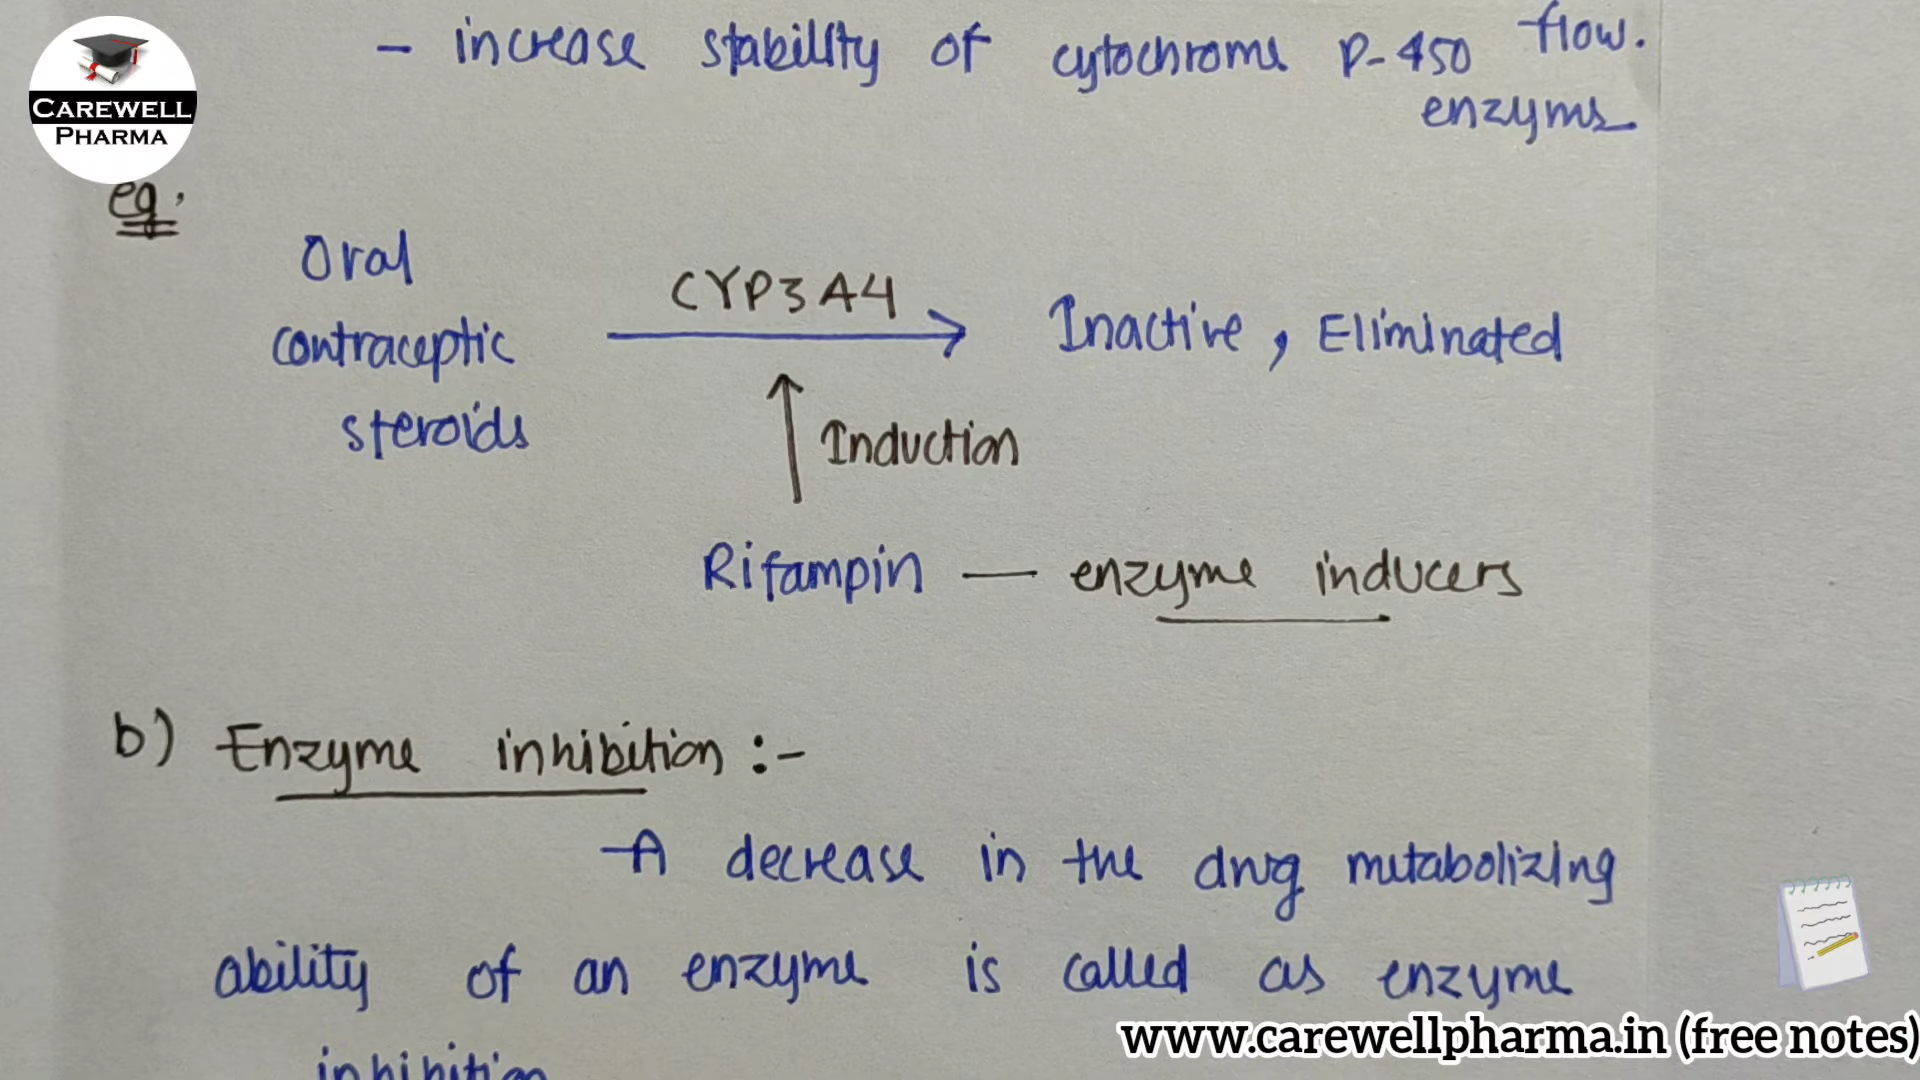 CAREWELL
PHARMA
flow.
- increase stability of cytochrome P-450
enzyme.
eg.
Oral
contraceptic
steroids
CYP3A4
Inactive, Eliminated
Induction
Rifampin — enzyme inducers
b) Enzyme inhibition :-
A decrease in the drug metabolizing
ability of an enzyme is called as enzyme
inhibition
www.carewellpharma.in (free notes)